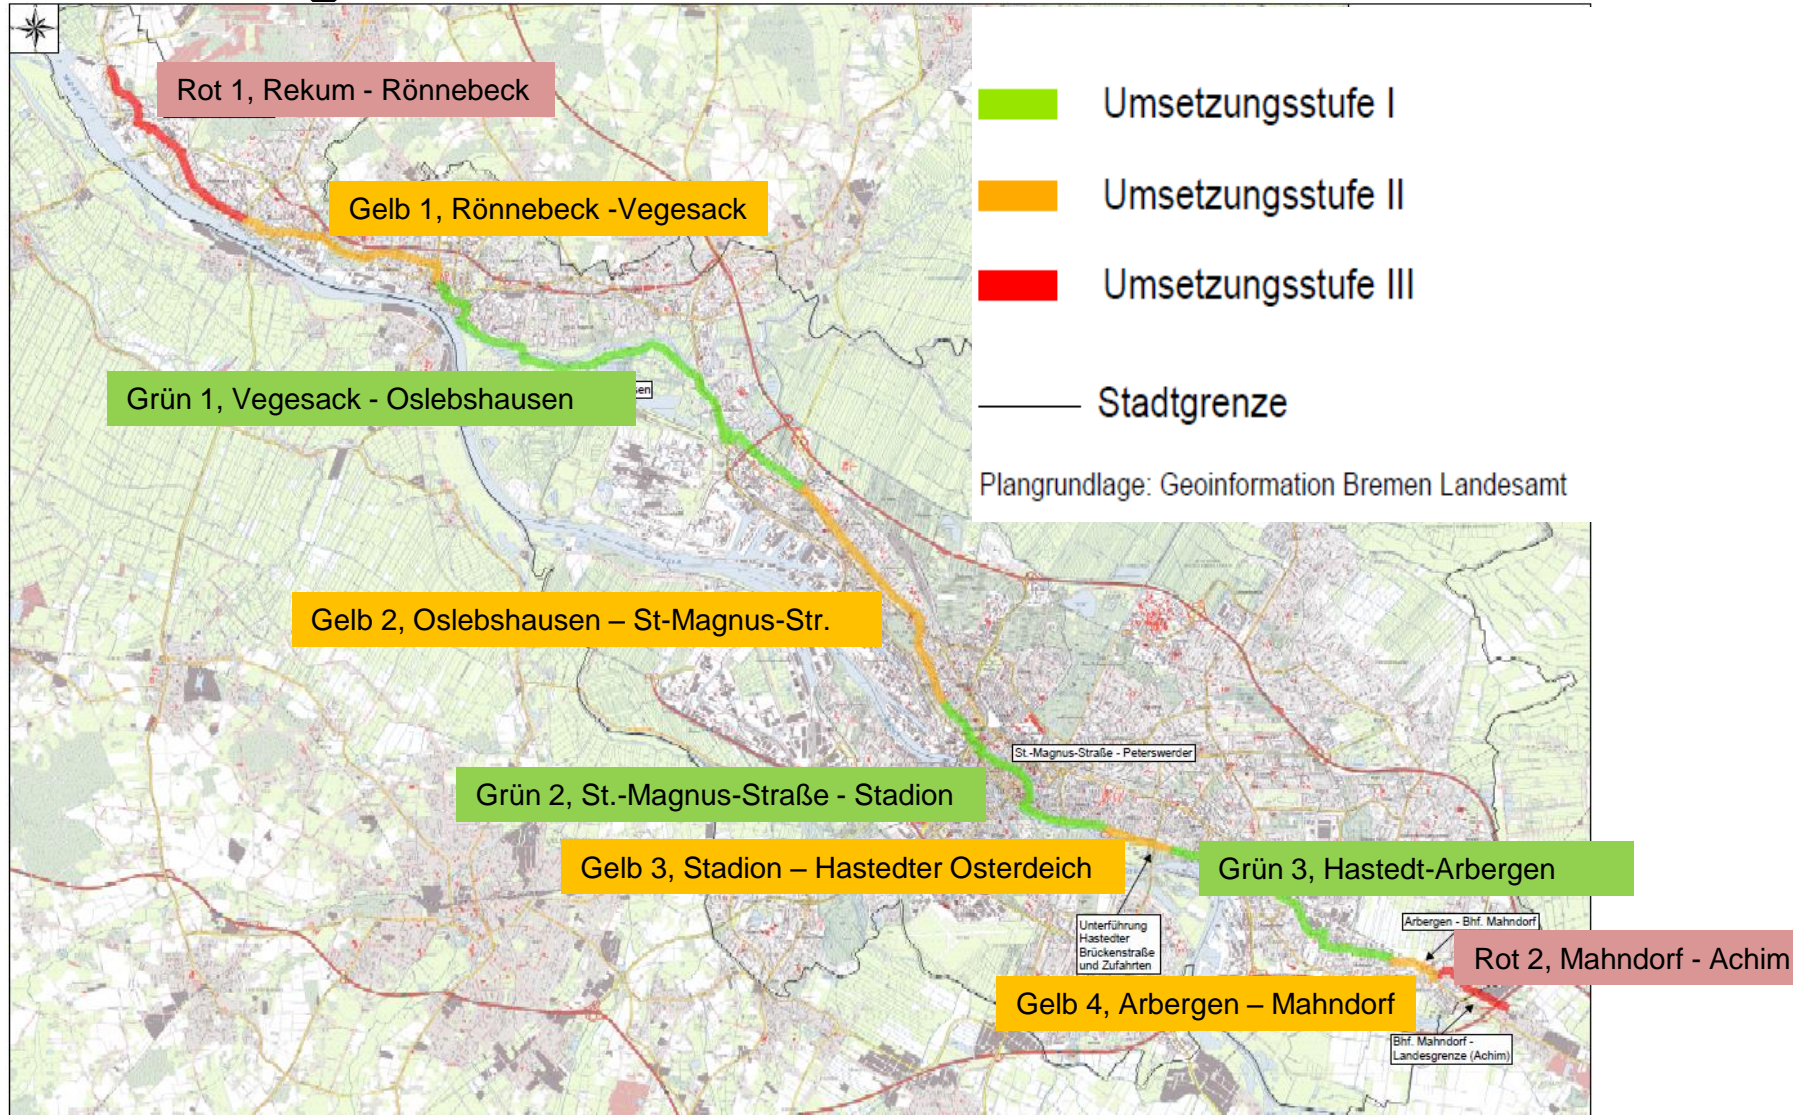 Rot 1, Rekum - Rönnebeck
Umsetzungsstufe I
Gelb 1, Rönnebeck -Vegesack
Umsetzungsstufe II
Umsetzungsstufe III
Grün 1, Vegesack - Oslebshausen
sen
Stadtgrenze
Plangrundlage: Geoinformation Bremen Landesamt
Gelb 2, Oslebshausen – St-Magnus-Str.
St.-Magnus-Straße - Peterswerder
Grün 2, St.-Magnus-Straße - Stadion
Gelb 3, Stadion – Hastedter Osterdeich
Grün 3, Hastedt-Arbergen
Unterführung
Hastedter
Brückenstraße
und Zufahrten
Arbergen - Bhf. Mahndorf
Rot 2, Mahndorf - Achim
Gelb 4, Arbergen – Mahndorf
Bhf. Mahndorf -
Landesgrenze (Achim)